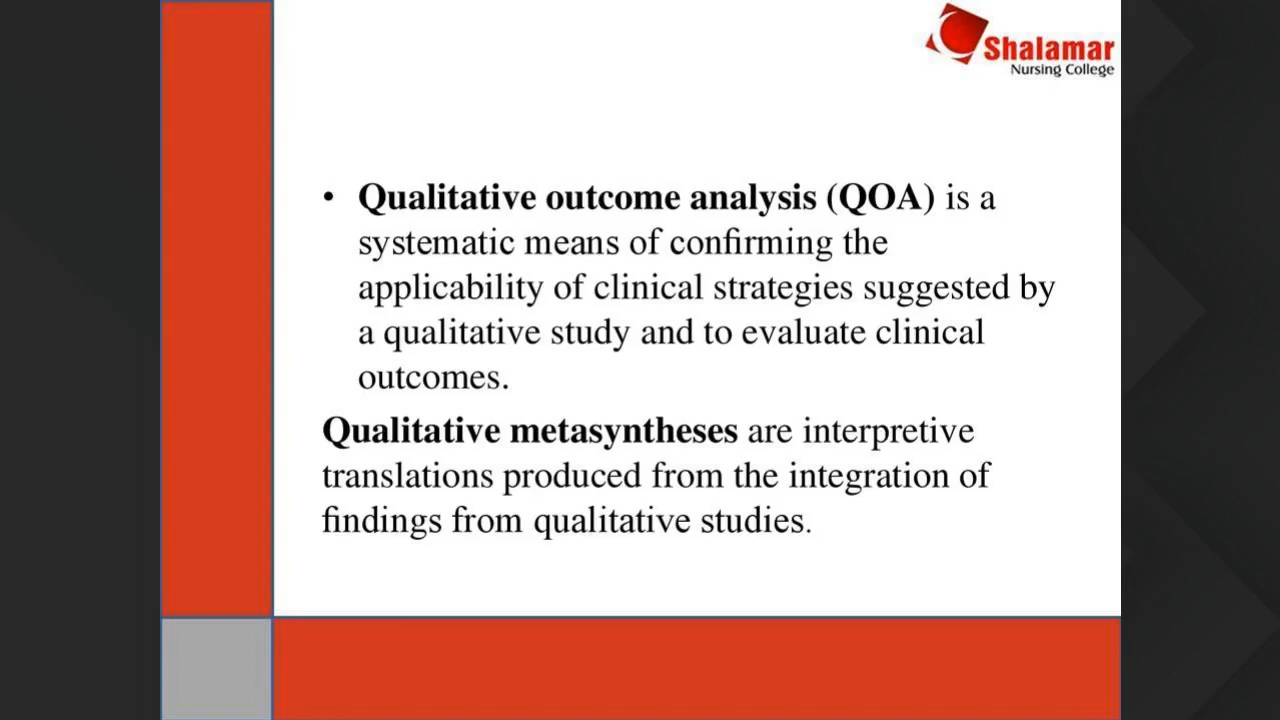 Shalamar
Nursing College
• Qualitative outcome analysis (QOA) is a
systematic means of confirming the
applicability of clinical strategies suggested by
a qualitative study and to evaluate clinical
outcomes.
Qualitative metasyntheses are interpretive
translations produced from the integration of
findings from qualitative studies.